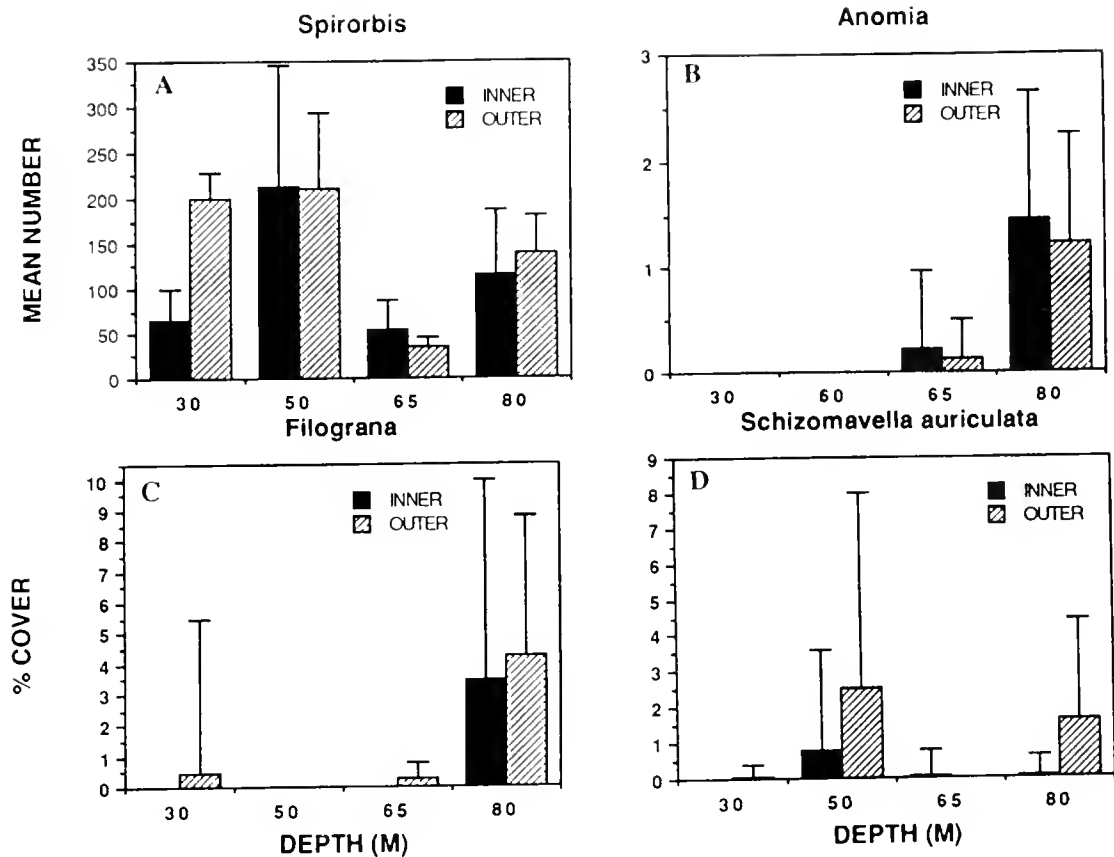 Spirorbis
A
INNER
OUTER
MEAN NUMBER
350
300
250
200
150
100
50
0
30 50 65 80
Anomia
B
INNER
OUTER
3
2
1
0
30 60 65 80
Filograna
C
INNER
OUTER
% COVER
10
9
8
7
6
5
4
3
2
1
0
30 50 65 80
DEPTH (M)
Schizomavella auriculata
D
INNER
OUTER
9
8
7
6
5
4
3
2
1
0
30 50 65 80
DEPTH (M)